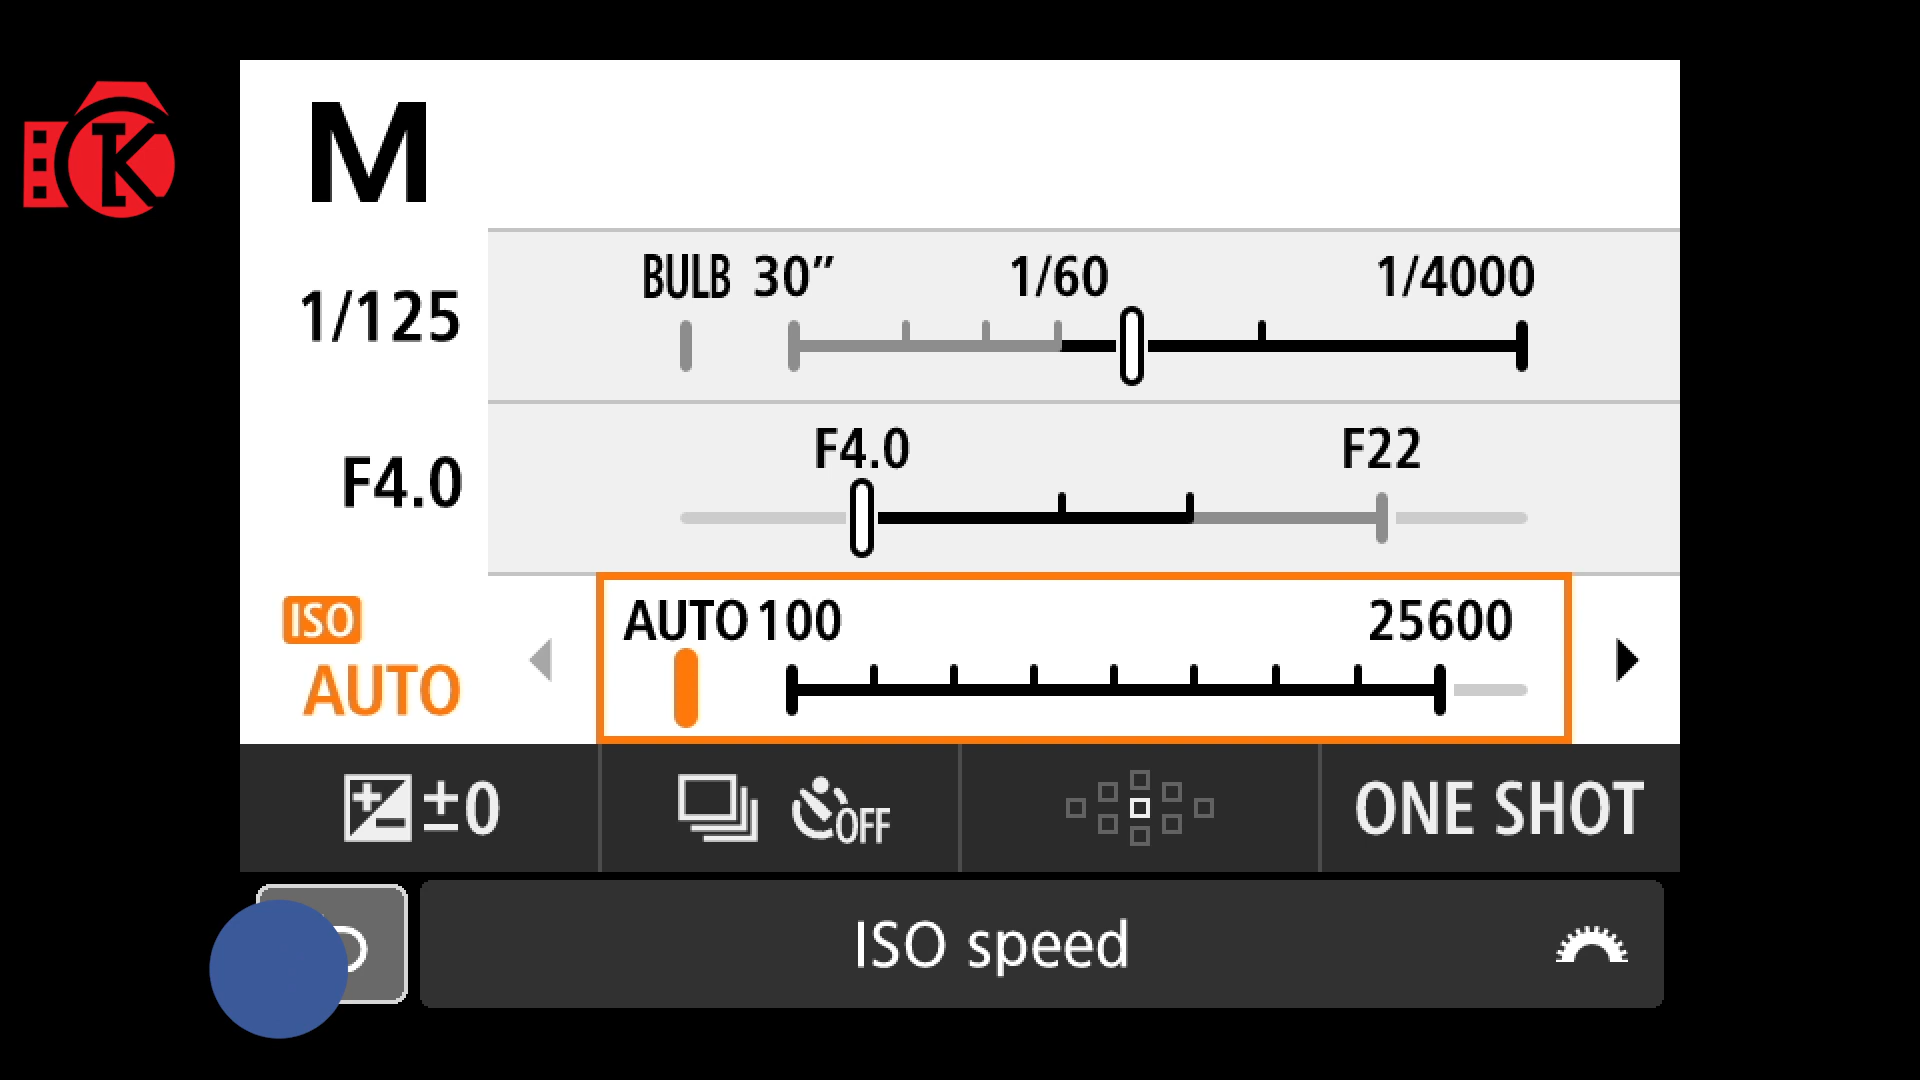 K
M
1/125
BULB 30” 1/60 1/4000
F4.0
F4.0 F22
ISO
AUTO
AUTO 100 25600
±0
OFF
ONE SHOT
ISO speed